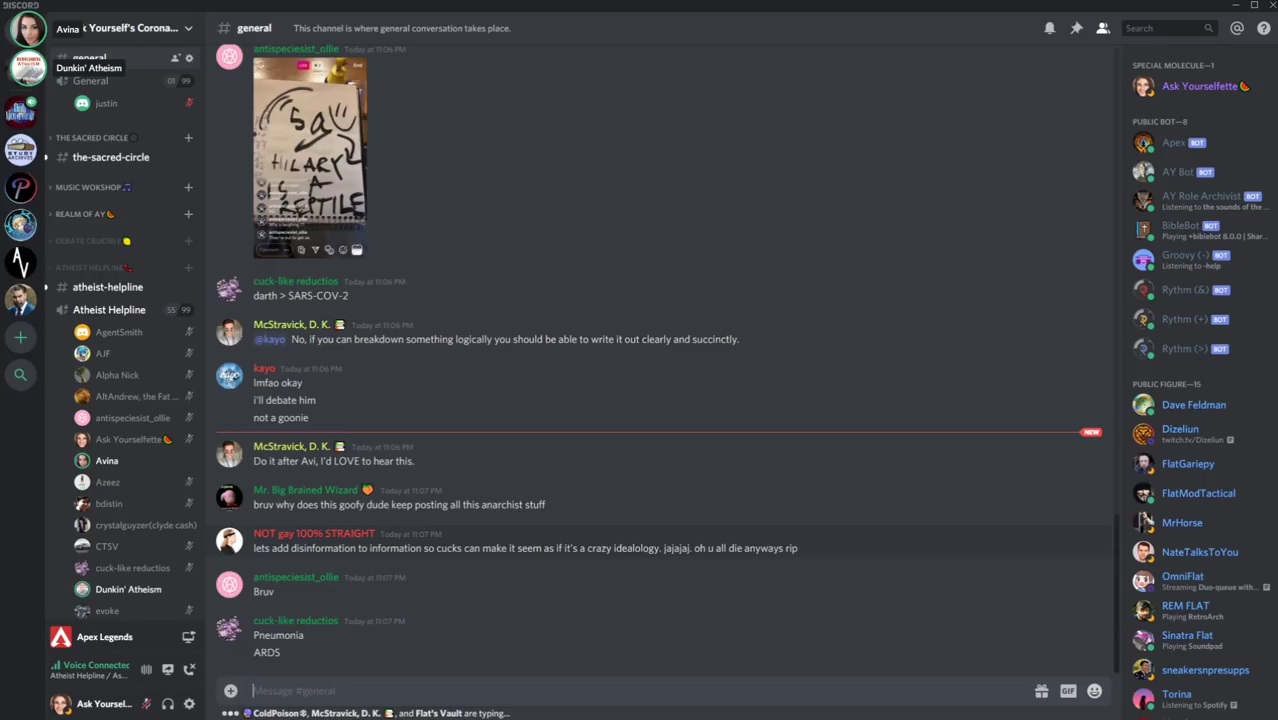 DISCORD
Avina
k Yourself's Corona...
general
This channel is where general conversation takes place.
Search
Dunkin' Atheism
general
General
01 99
justin
THE SACRED CIRCLE
the-sacred-circle
MUSIC WOKSHOP
REALM OF AY
DEBATE CRUCIBLE
ATHEIST HELPLINE
atheist-helpline
Atheist Helpline
55 99
AgentSmith
AJF
Alpha Nick
AltAndrew, the Fat ...
antispeciesist_ollie
Ask Yourselfette
Avina
Azeez
bdistin
crystalguyzer(clyde cash)
CTSV
cuck-like reductios
Dunkin' Atheism
evoke
Apex Legends
Voice Connected
Atheist Helpline / As...
Ask Yoursel...
STUDY ARCHIVES
AV
antispeciesist_ollie Today at 11:06 PM
LIVE
End
HILARY
IS A
REPTILE
cuck-like reductios Today at 11:06 PM
darth > SARS-COV-2
McStravick, D. K. Today at 11:06 PM
@kayo No, if you can breakdown something logically you should be able to write it out clearly and succinctly.
kayo Today at 11:06 PM
lmfao okay
i'll debate him
not a goonie
NEW
McStravick, D. K. Today at 11:06 PM
Do it after Avi, I'd LOVE to hear this.
Mr. Big Brained Wizard Today at 11:07 PM
bruv why does this goofy dude keep posting all this anarchist stuff
NOT gay 100% STRAIGHT Today at 11:07 PM
lets add disinformation to information so cucks can make it seem as if it's a crazy idealology. jajajaj. oh u all die anyways rip
antispeciesist_ollie Today at 11:07 PM
Bruv
cuck-like reductios Today at 11:07 PM
Pneumonia
ARDS
Message #general
GIF
ColdPoison®, McStravick, D. K. , and Flat's Vault are typing...
SPECIAL MOLECULE—1
Ask Yourselfette
PUBLIC BOT—8
Apex BOT
AY Bot BOT
AY Role Archivist BOT
Listening to the sounds of the ...
BibleBot BOT
Playing +biblebot 8.0.0 | Shar...
Groovy (-) BOT
Listening to -help
Rythm (&) BOT
Rythm (+) BOT
Rythm (>) BOT
PUBLIC FIGURE—15
Dave Feldman
Dizeliun
twitch.tv/Dizeliun
FlatGariepy
FlatModTactical
MrHorse
NateTalksToYou
OmniFlat
Streaming Duo-queue with...
REM FLAT
Playing RetroArch
Sinatra Flat
Playing Soundpad
sneakersnpresupps
Torina
Listening to Spotify